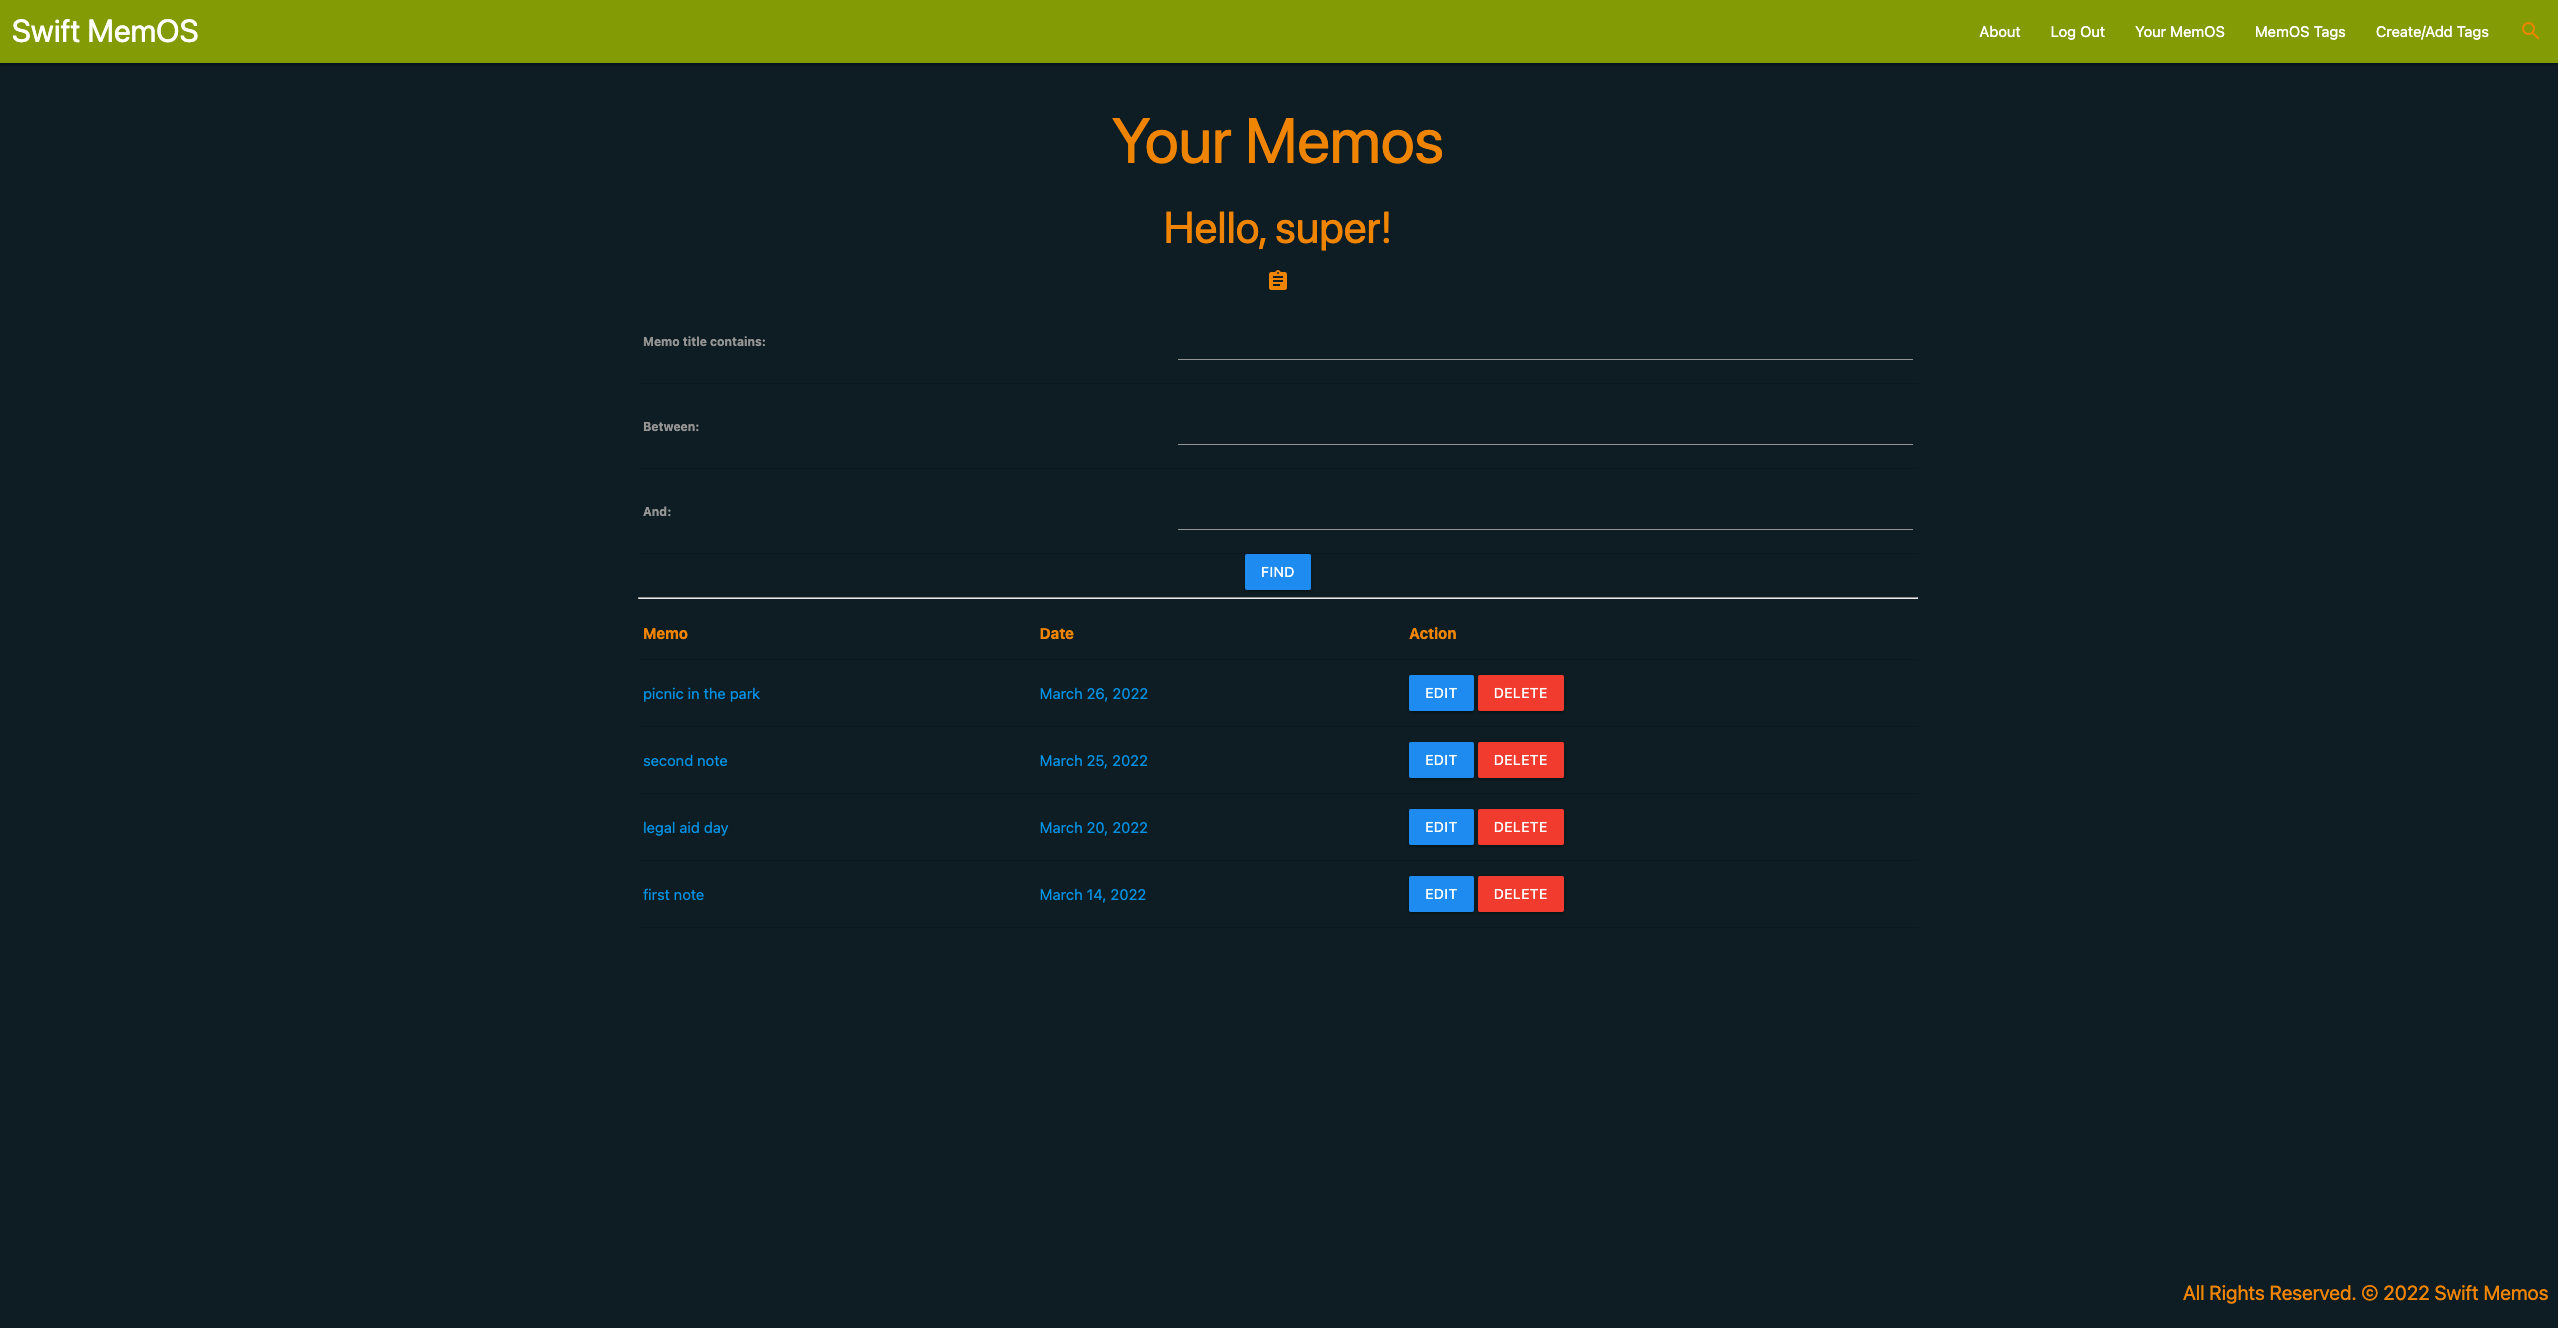 Swift MemOS
About Log Out Your MemOS MemOS Tags Create/Add Tags
Your Memos
Hello, super!
Memo title contains:
Between:
And:
FIND
Memo Date Action
picnic in the park March 26, 2022 EDIT DELETE
second note March 25, 2022 EDIT DELETE
legal aid day March 20, 2022 EDIT DELETE
first note March 14, 2022 EDIT DELETE
All Rights Reserved. © 2022 Swift Memos